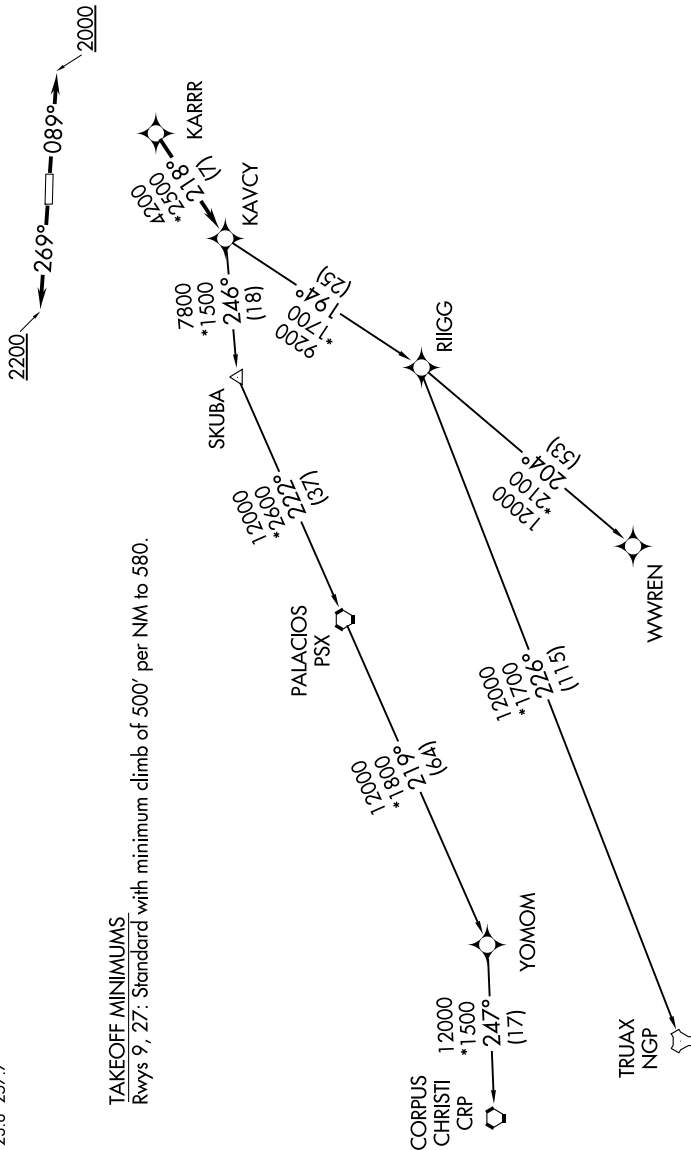 2000
089°
269°
2200
KARRR
4200
*2500
218°
(7)
KAVCY
7800
*1500
246°
(18)
9200
*1700
194°
(25)
SKUBA
RIIGG
12000
*2600
222°
(37)
12000
*2100
204°
(53)
PALACIOS
PSX
WWREN
12000
*1700
226°
(115)
12000
*1800
219°
(64)
YOMOM
12000
*1500
247°
(17)
CORPUS
CHRISTI
CRP
TRUAX
NGP
TAKEOFF MINIMUMS
Rwys 9, 27: Standard with minimum climb of 500' per NM to 580.